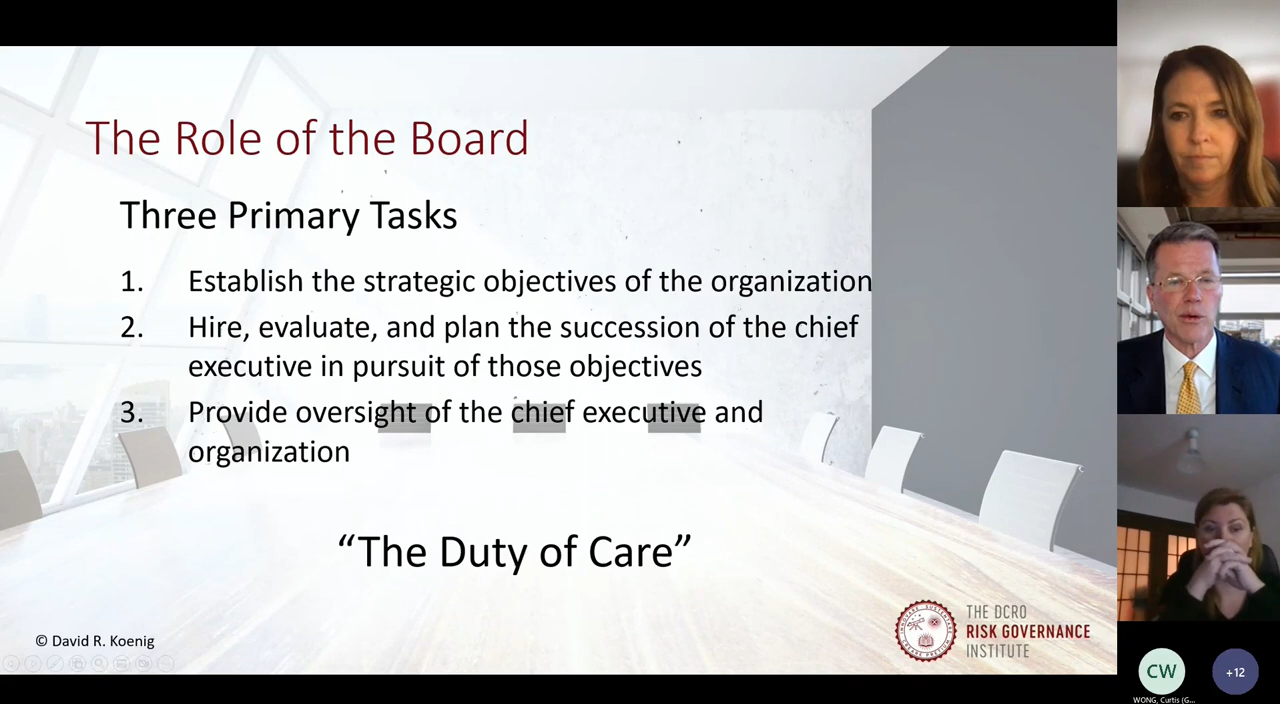 The Role of the Board
Three Primary Tasks
1. Establish the strategic objectives of the organization
2. Hire, evaluate, and plan the succession of the chief
executive in pursuit of those objectives
3. Provide oversight of the chief executive and
organization
“The Duty of Care”
© David R. Koenig
THE DCRO
RISK GOVERNANCE
INSTITUTE
CW
+12
WONG, Curtis (G...